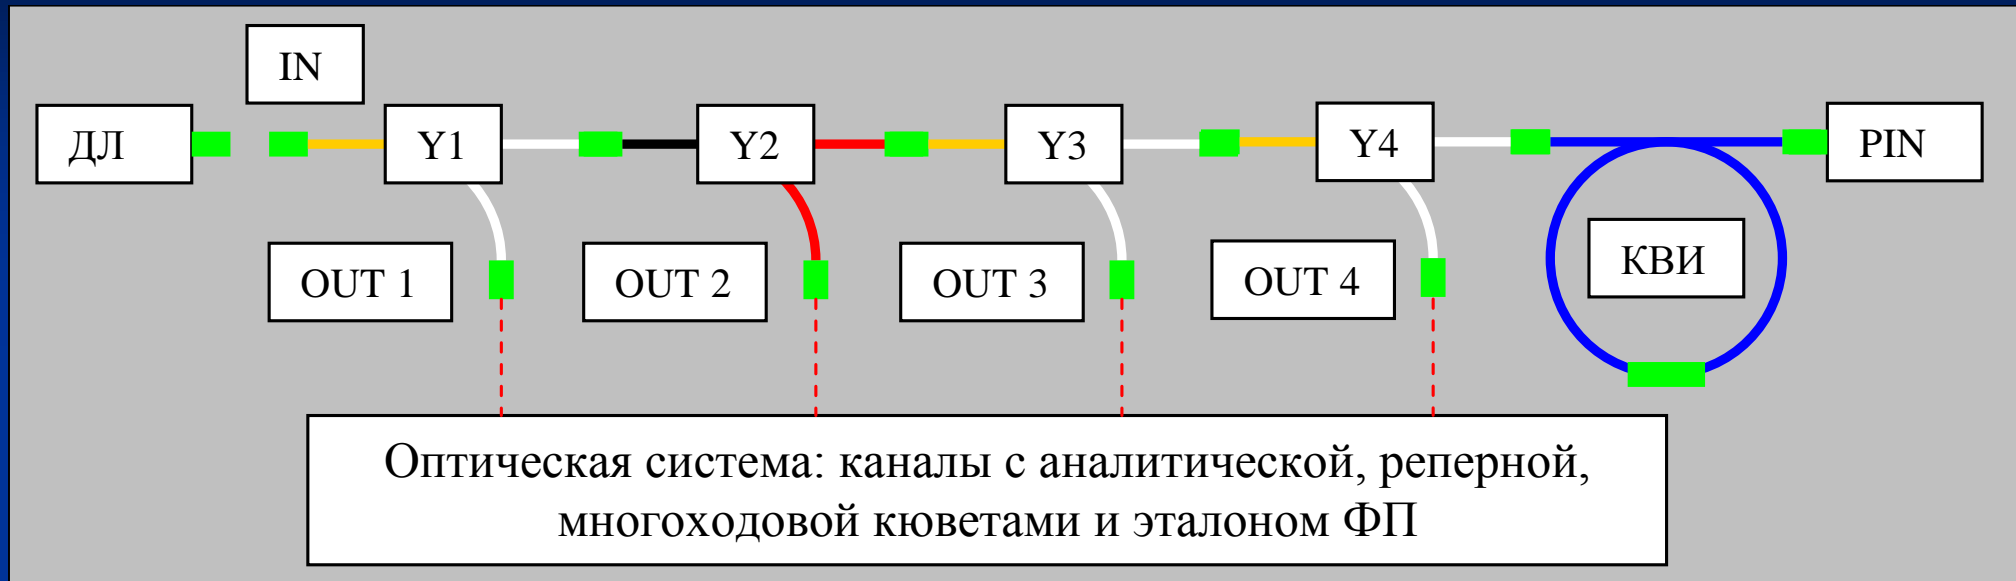 IN
ДЛ
Y1
Y2
Y3
Y4
PIN
OUT 1
OUT 2
OUT 3
OUT 4
КВИ
Оптическая система: каналы с аналитической, реперной,
многоходовой кюветами и эталоном ФП